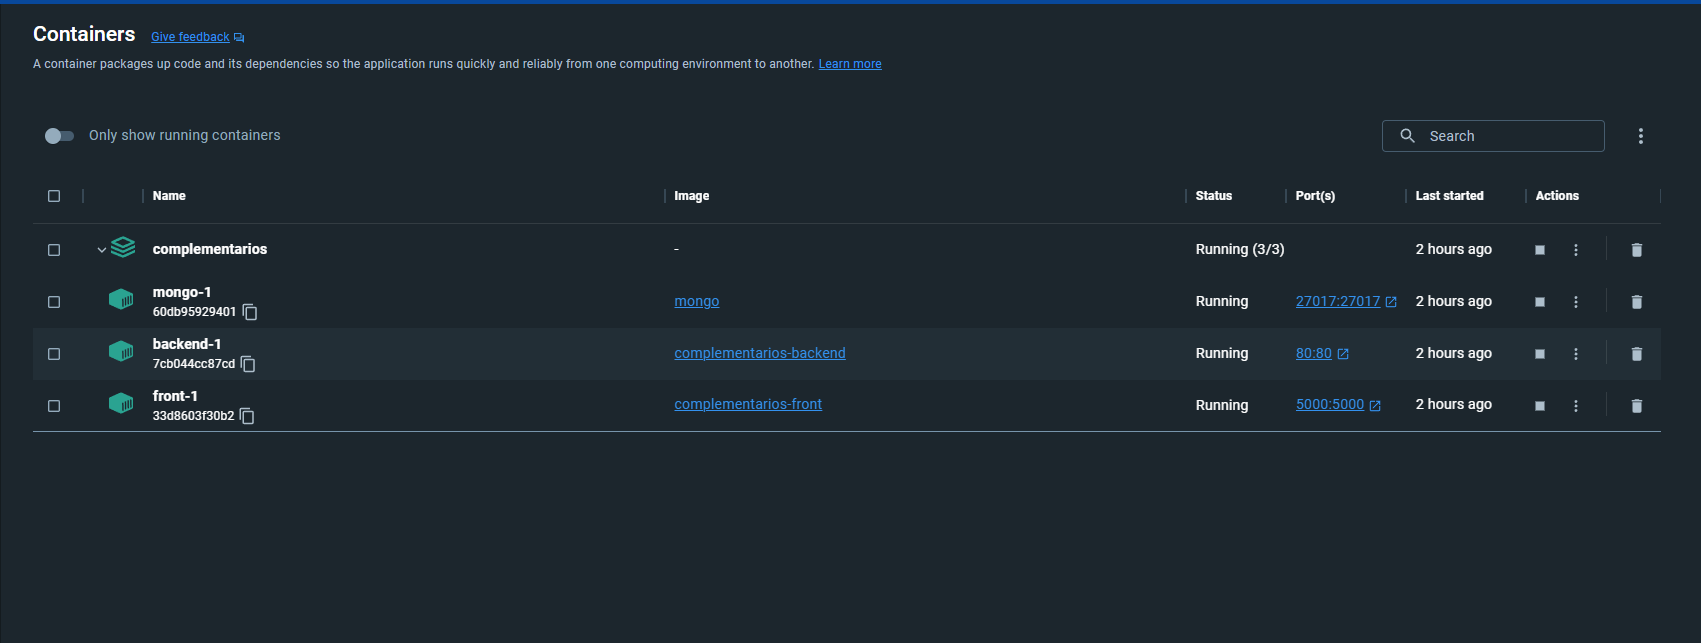 Containers Give feedback
A container packages up code and its dependencies so the application runs quickly and reliably from one computing environment to another. Learn more
Only show running containers Search
Name Image Status Port(s) Last started Actions
complementarios - Running (3/3) 2 hours ago
mongo-1
60db95929401 mongo Running 27017:27017 2 hours ago
backend-1
7cb044cc87cd complementarios-backend Running 80:80 2 hours ago
front-1
33d8603f30b2 complementarios-front Running 5000:5000 2 hours ago